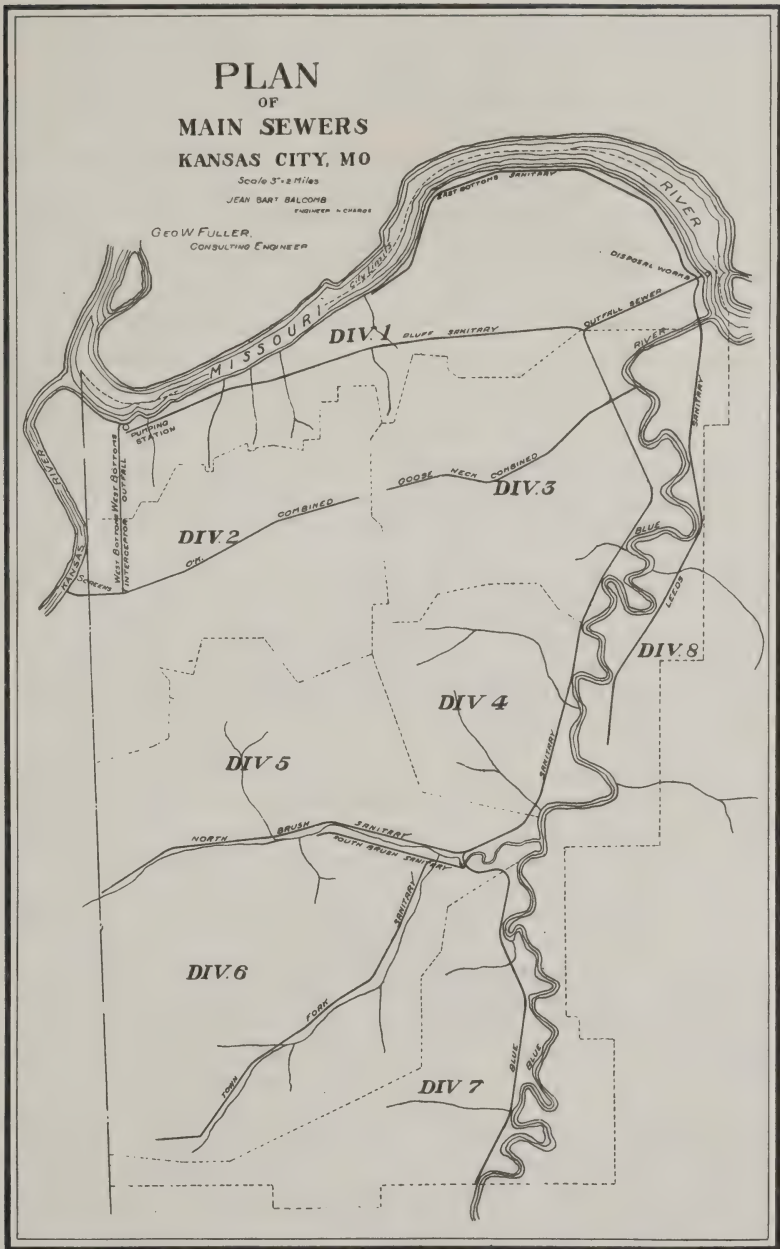 PLAN
OF
MAIN SEWERS
KANSAS CITY, MO
Scale 3"=2 Miles
JEAN BART BALCOMB
ENGINEER IN CHARGE
GEO W FULLER.
CONSULTING ENGINEER
EAST BOTTOMS SANITARY
RIVER
DISPOSAL WORKS
OUTFALL SEWER
MISSOURI
DIV. 1
BLUFF SANITARY
RIVER
PUMPING
STATION
SANITARY
RIVER
WEST BOTTOMS
OUTFALL
WEST BOTTOMS
INTERCEPTOR
GOOSE NECK COMBINED
DIV. 3
COMBINED
DIV. 2
O.K.
BLUE
KANSAS
SCREENS
LEEDS
DIV. 8
DIV 4
DIV 5
SANITARY
NORTH BRUSH SANITARY
SOUTH BRUSH SANITARY
SANITARY
DIV. 6
FORK
TOWN
BLUE
BLUE
DIV 7